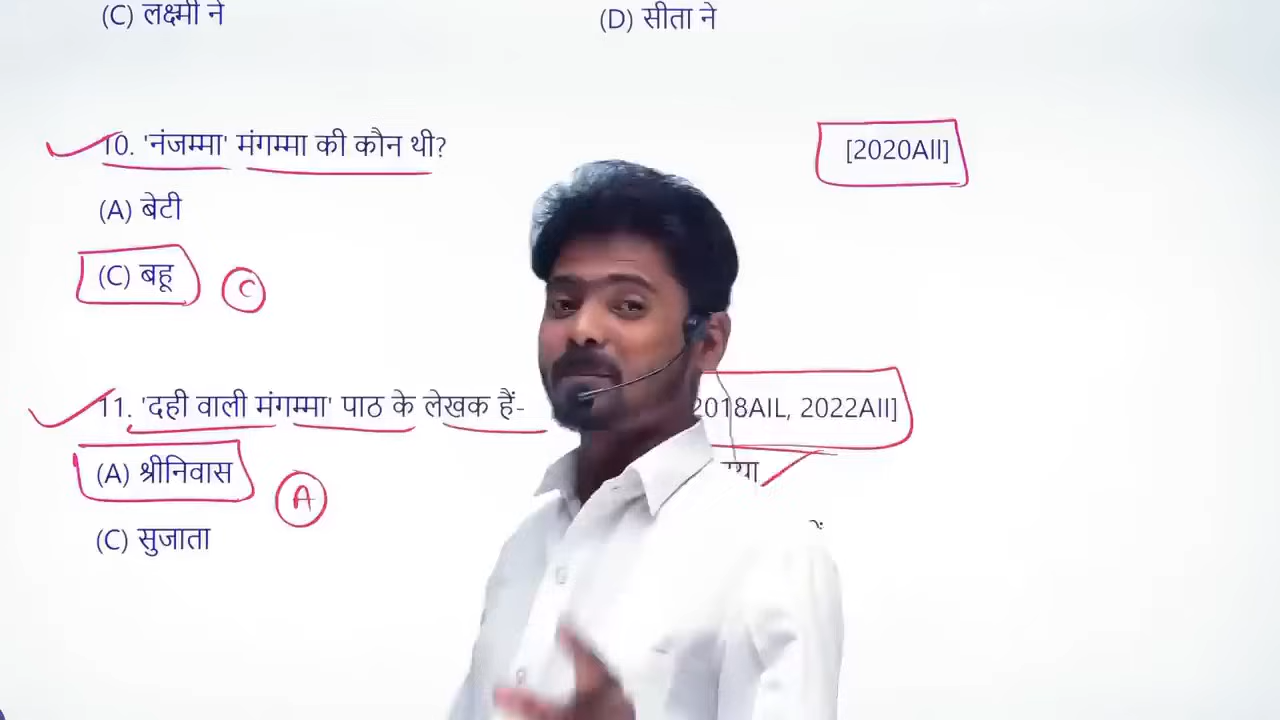 (C) लक्ष्मी ने (D) सीता ने
10. 'नंजम्मा' मंगम्मा की कौन थी? [2020AII]
(A) बेटी
(C) बहू C
11. 'दही वाली मंगम्मा' पाठ के लेखक हैं- 2018AIL, 2022AII]
(A) श्रीनिवास A
(C) सुजाता